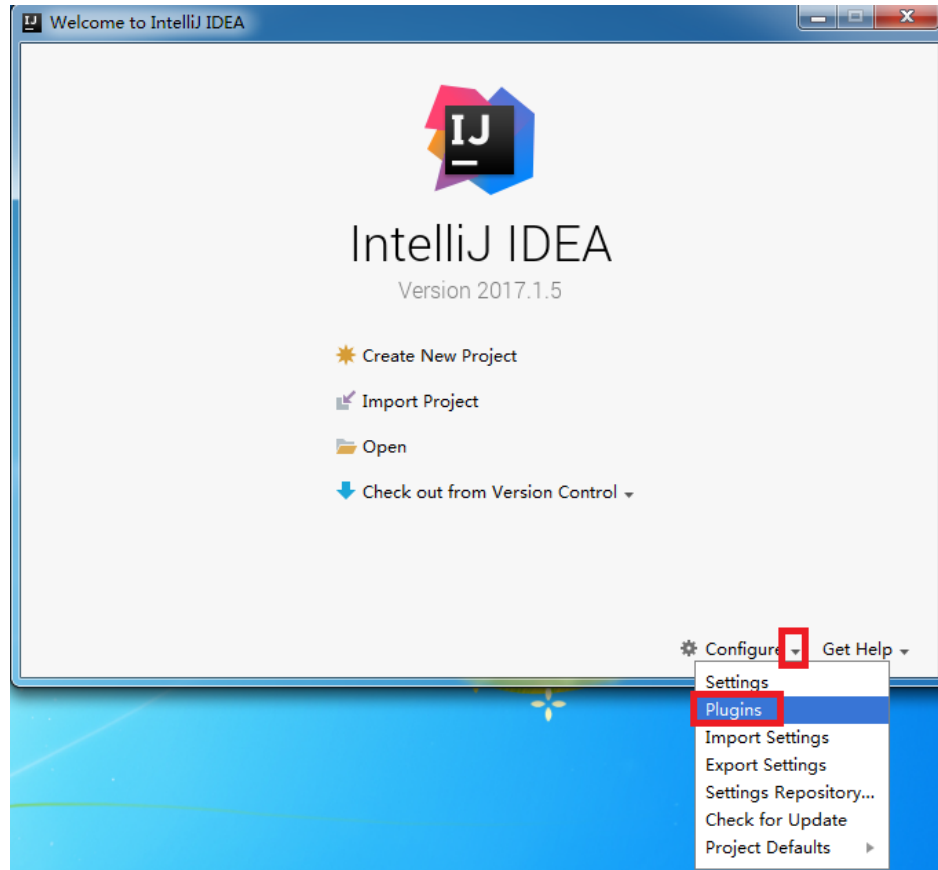 Welcome to IntelliJ IDEA
IJ
IntelliJ IDEA
Version 2017.1.5
Create New Project
Import Project
Open
Check out from Version Control
Configure Get Help
Settings
Plugins
Import Settings
Export Settings
Settings Repository...
Check for Update
Project Defaults